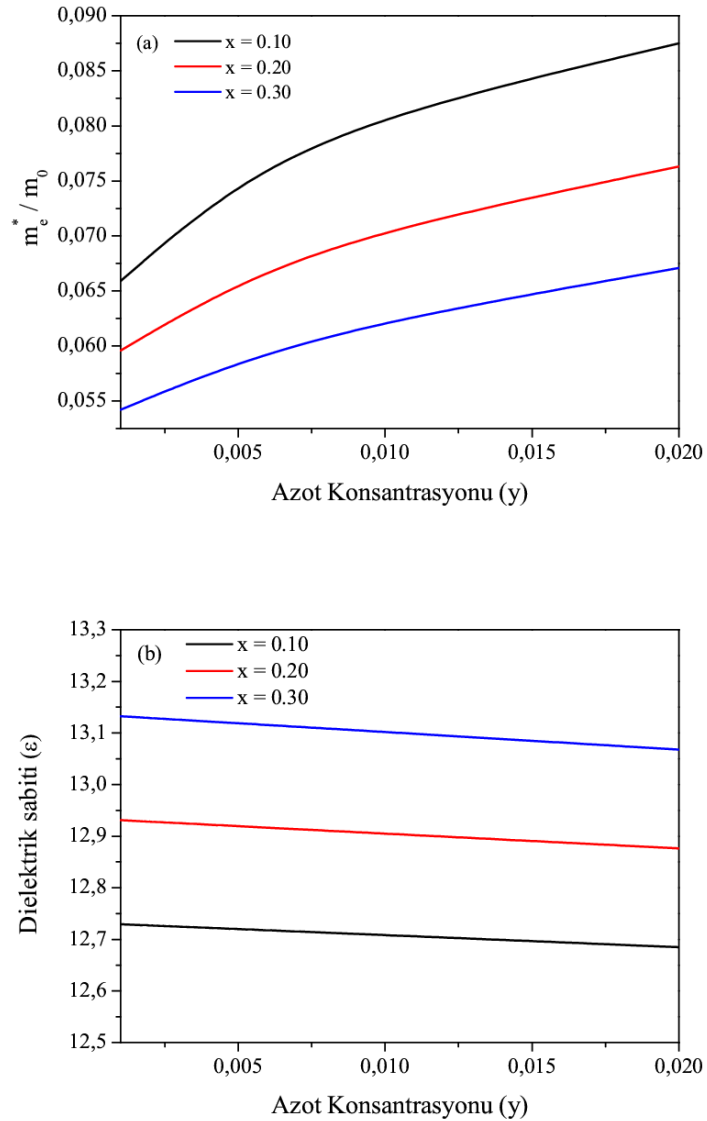 (a)
x = 0.10
x = 0.20
x = 0.30
0,090
0,085
0,080
0,075
0,070
0,065
0,060
0,055
m*e / m0
0,005 0,010 0,015 0,020
Azot Konsantrasyonu (y)
(b)
x = 0.10
x = 0.20
x = 0.30
13,3
13,2
13,1
13,0
12,9
12,8
12,7
12,6
12,5
Dielektrik sabiti (ε)
0,005 0,010 0,015 0,020
Azot Konsantrasyonu (y)